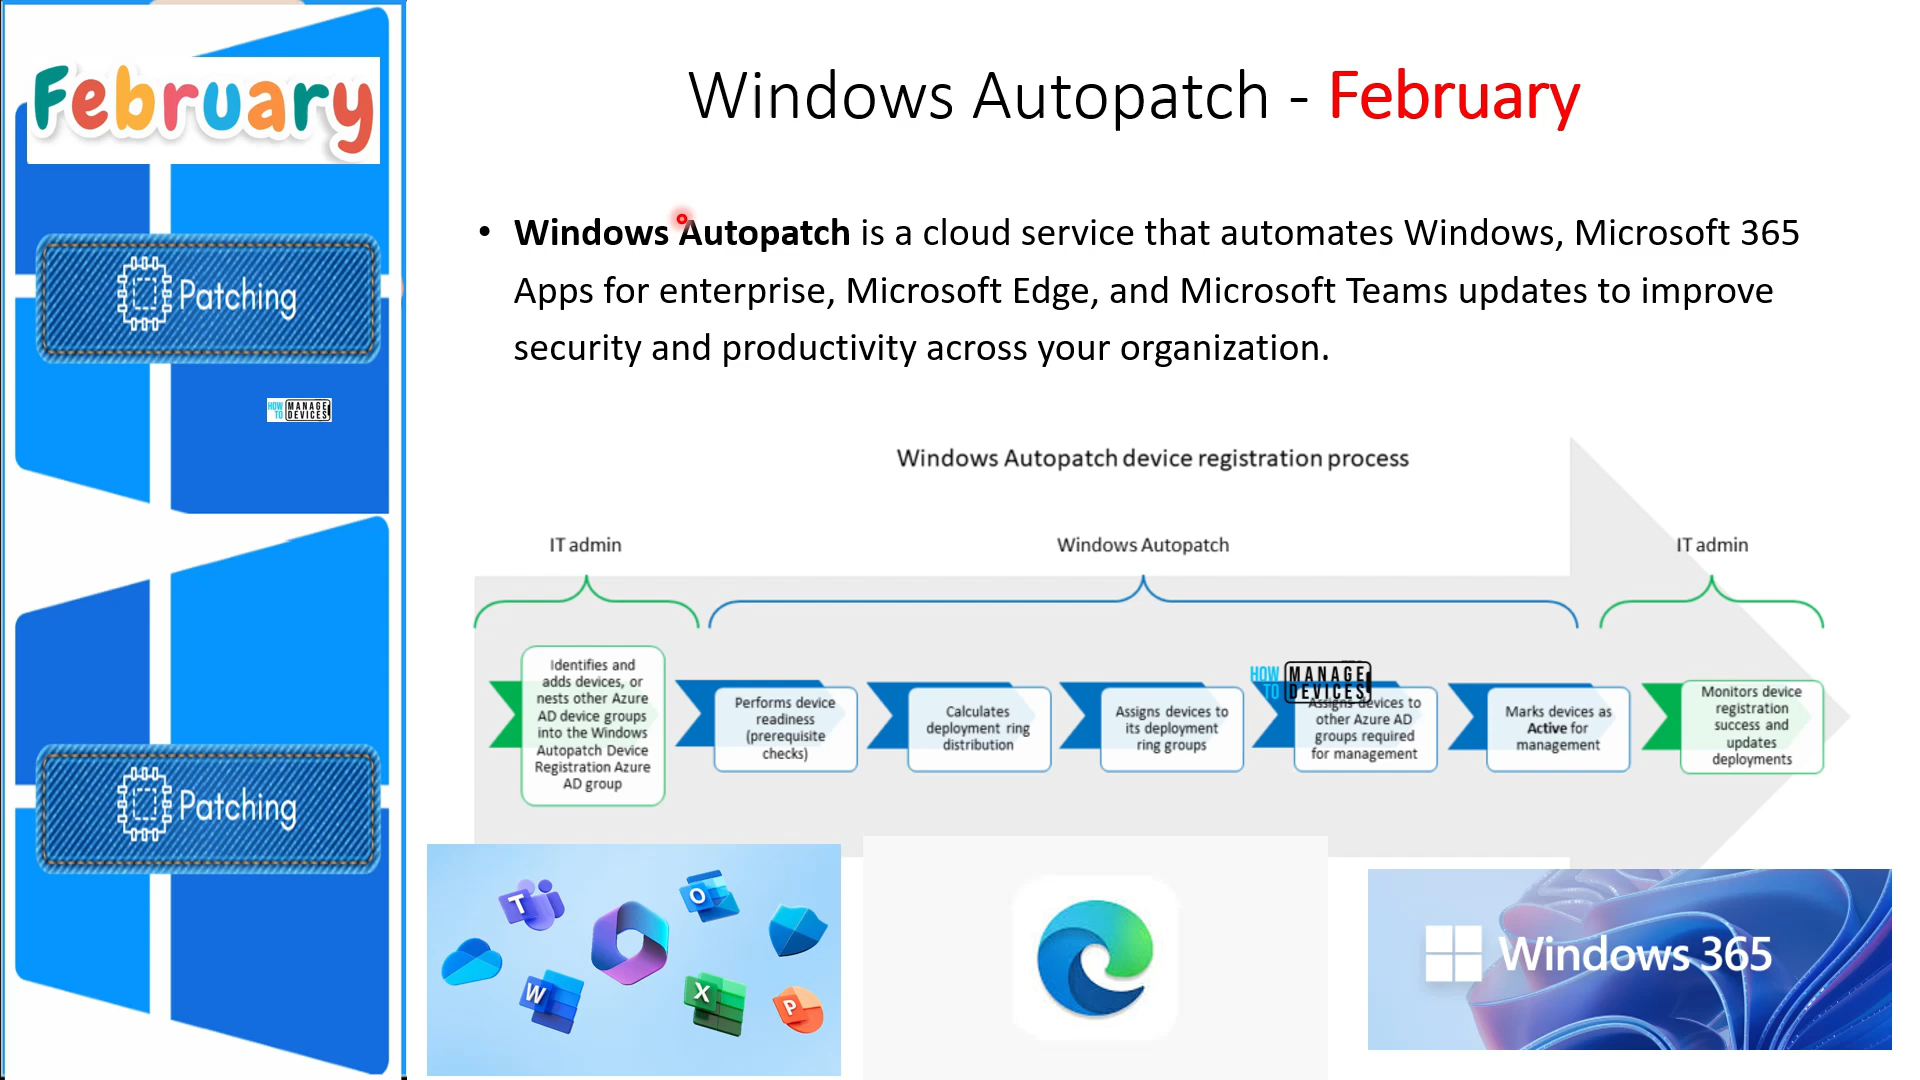 February
Patching
HOW TO MANAGE DEVICES
Patching
Windows Autopatch - February
• Windows Autopatch is a cloud service that automates Windows, Microsoft 365
Apps for enterprise, Microsoft Edge, and Microsoft Teams updates to improve
security and productivity across your organization.
Windows Autopatch device registration process
IT admin
Windows Autopatch
IT admin
Identifies and
adds devices, or
nests other Azure
AD device groups
into the Windows
Autopatch Device
Registration Azure
AD group
Performs device
readiness
(prerequisite
checks)
Calculates
deployment ring
distribution
Assigns devices to
its deployment
ring groups
HOW TO MANAGE DEVICES
Assigns devices to
other Azure AD
groups required
for management
Marks devices as
Active for
management
Monitors device
registration
success and
updates
deployments
T
O
W
X
P
Windows 365